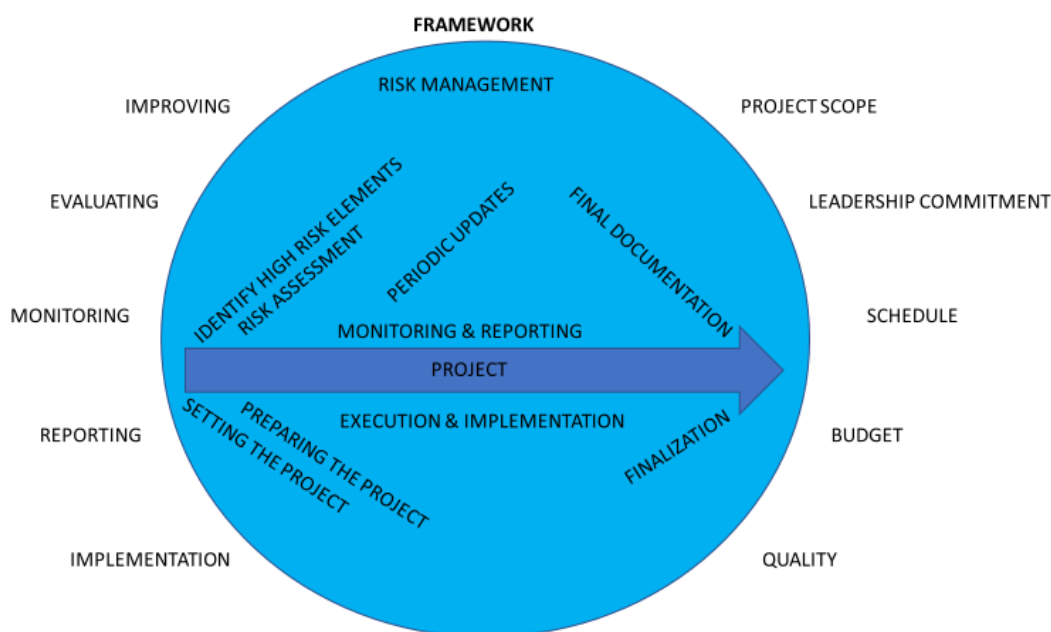 FRAMEWORK
RISK MANAGEMENT
IMPROVING
PROJECT SCOPE
EVALUATING
LEADERSHIP COMMITMENT
IDENTIFY HIGH RISK ELEMENTS
RISK ASSESSMENT
PERIODIC UPDATES
FINAL DOCUMENTATION
MONITORING
SCHEDULE
MONITORING & REPORTING
PROJECT
EXECUTION & IMPLEMENTATION
SETTING THE PROJECT
PREPARING THE PROJECT
FINALIZATION
REPORTING
BUDGET
IMPLEMENTATION
QUALITY